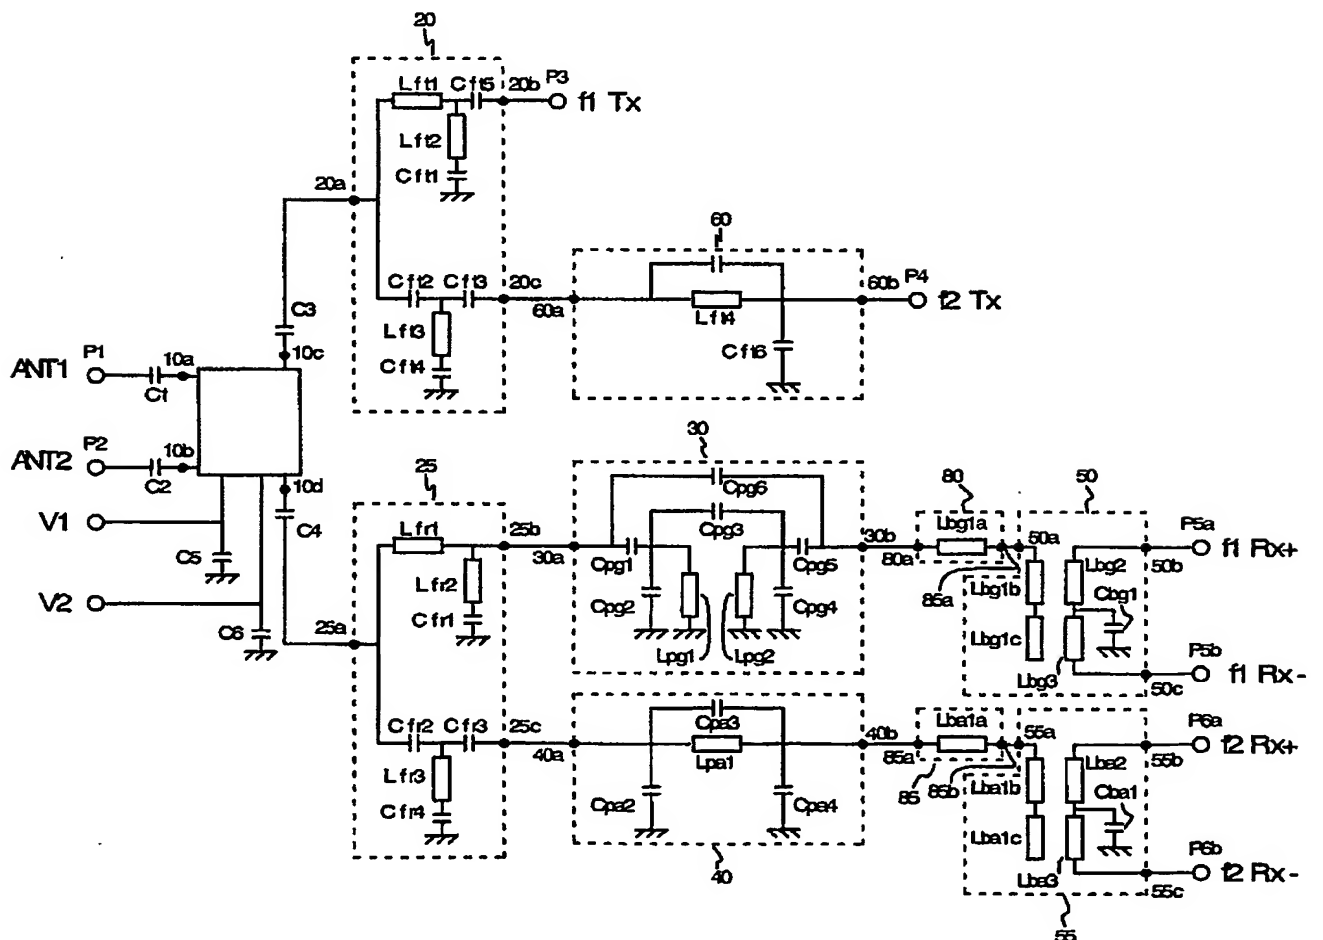 20
Lft1
Cft5
20b
P3
f1 Tx
Lft2
Cft1
20a
60
Cft2
Cft3
20c
60a
60b
P4
f2 Tx
Lft4
Lft3
Cft4
Cft6
C3
10c
ANT1
P1
10a
C1
ANT2
P2
10b
C2
10d
C4
V1
C5
V2
C6
25
25a
Lfr1
25b
30a
Lfr2
Cfr1
30
Cpg6
Cpg3
Cpg1
Cpg5
Cpg2
Cpg4
Lpg1
Lpg2
30b
80
80a
Lbg1a
85a
50
50a
Lbg1b
Lbg1c
Lbg2
Cbg1
Lbg3
50b
P5a
f1 Rx+
P5b
50c
f1 Rx-
Cfr2
Cfr3
25c
40a
Lfr3
Cfr4
Cpa3
Lpa1
Cpa2
Cpa4
40
40b
85a
Lba1a
85
85b
55a
Lba1b
Lba1c
Lba2
Cba1
Lba3
P6a
55b
f2 Rx+
P6b
55c
f2 Rx-
55